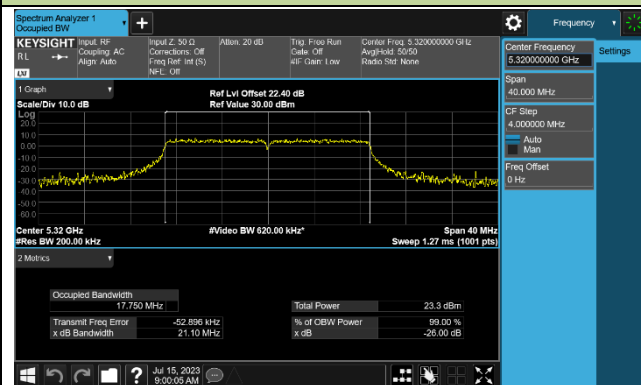 Spectrum Analyzer 1
Occupied BW
Frequency
KEYSIGHT
RL
LXI
Input: RF
Coupling: AC
Align: Auto
Input Z: 50 Ω
Corrections: Off
Freq Ref: Int (S)
NFE: Off
Atten: 20 dB
Trig: Free Run
Gate: Off
#IF Gain: Low
Center Freq: 5.320000000 GHz
Avg|Hold: 50/50
Radio Std: None
Center Frequency
5.320000000 GHz
Settings
Span
40.000 MHz
CF Step
4.000000 MHz
Auto
Man
Freq Offset
0 Hz
1 Graph
Scale/Div 10.0 dB
Ref Lvl Offset 22.40 dB
Ref Value 30.00 dBm
Log
20.0
10.0
0.00
-10.0
-20.0
-30.0
-40.0
-50.0
-60.0
Center 5.32 GHz
#Video BW 620.00 kHz*
Span 40 MHz
#Res BW 200.00 kHz
Sweep 1.27 ms (1001 pts)
2 Metrics
Occupied Bandwidth
17.750 MHz
Total Power
23.3 dBm
Transmit Freq Error
-52.896 kHz
% of OBW Power
99.00 %
x dB Bandwidth
21.10 MHz
x dB
-26.00 dB
?
Jul 15, 2023
9:00:05 AM